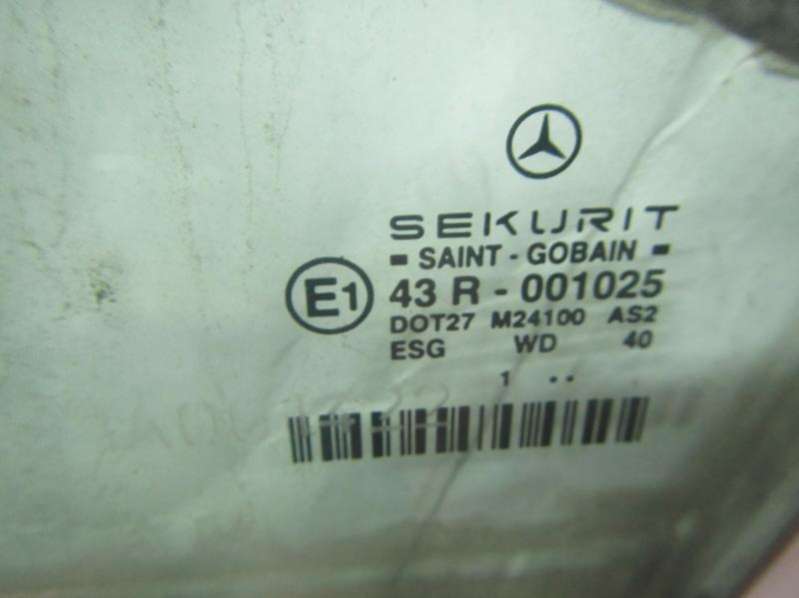 SEKURIT
SAINT - GOBAIN
E1 43 R - 001025
DOT27 M24100 AS2
ESG WD 40
1 ..